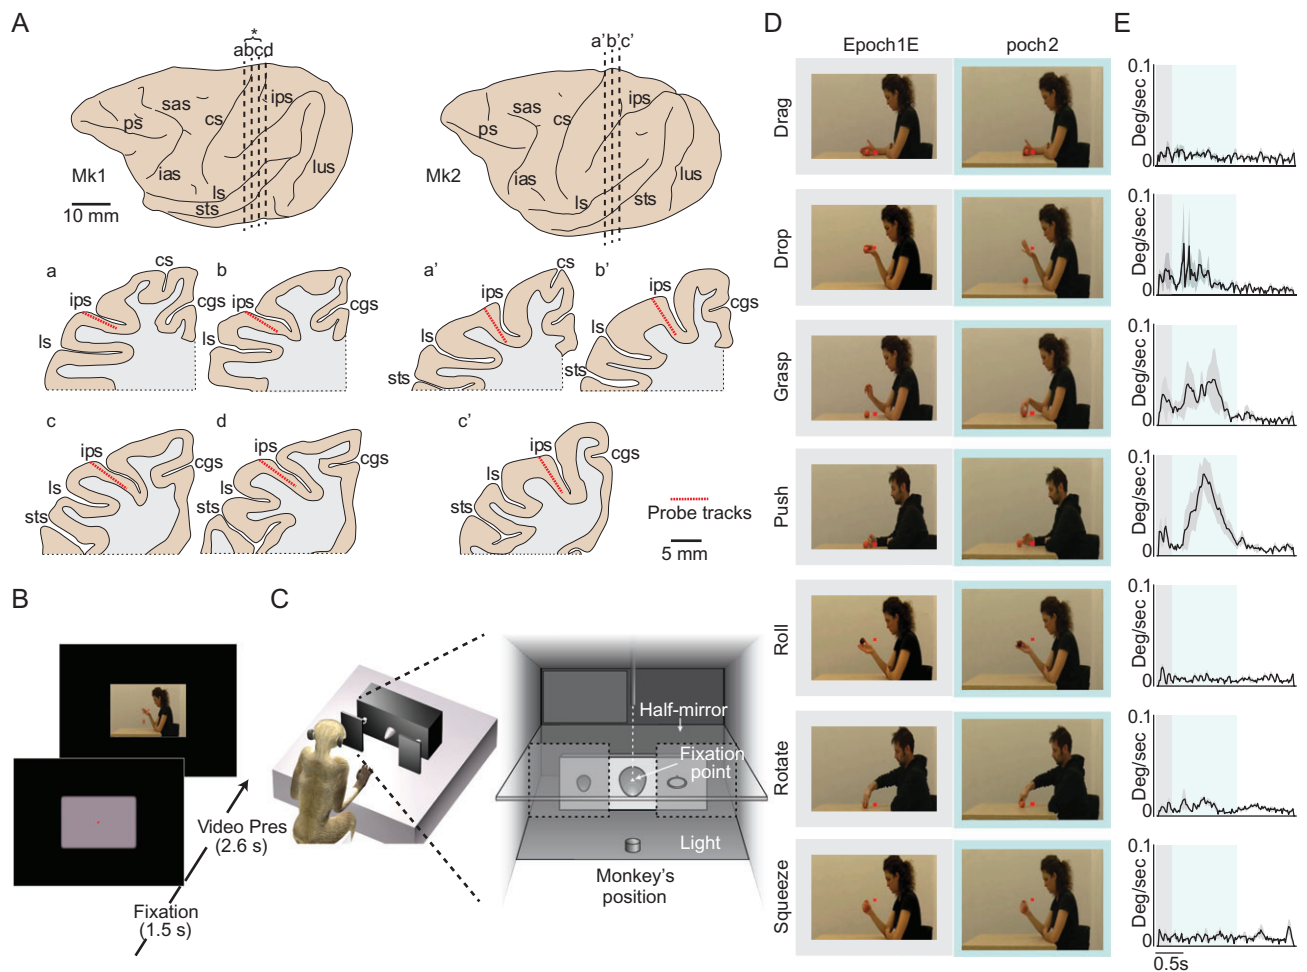 A
*
abcd
sas
ips
cs
ps
ias
lus
ls
sts
Mk1
10 mm
a'b'c'
sas
ips
cs
ps
ias
lus
ls
sts
Mk2
a
cs
ips
cgs
ls
b
ips
cgs
a'
cs
ips
ls
sts
b'
ips
cgs
ls
sts
c
ips
cgs
ls
sts
d
ips
cgs
ls
sts
c'
ips
cgs
ls
sts
Probe tracks
5 mm
B
Video Pres
(2.6 s)
Fixation
(1.5 s)
C
Half-mirror
Fixation
point
Light
Monkey's
position
D
Epoch1E
poch2
Drag
Drop
Grasp
Push
Roll
Rotate
Squeeze
E
0.1
Deg/sec
0
0.1
Deg/sec
0
0.1
Deg/sec
0
0.1
Deg/sec
0
0.1
Deg/sec
0
0.1
Deg/sec
0
0.1
Deg/sec
0
0.5s